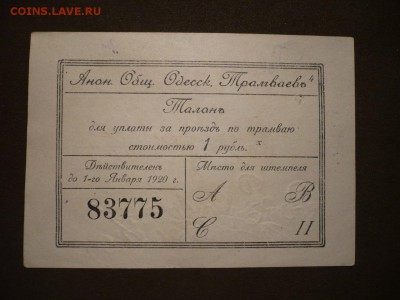 COINS.LAVE.RU
Анон. Общ. Одесск. Трамваевъ
Талонъ
для уплаты за проѣздъ по трамваю
стоимостью 1 рубль.
Дѣйствителенъ
до 1-го Января 1920 г.
83775
Мѣсто для штемпеля
А В
С П